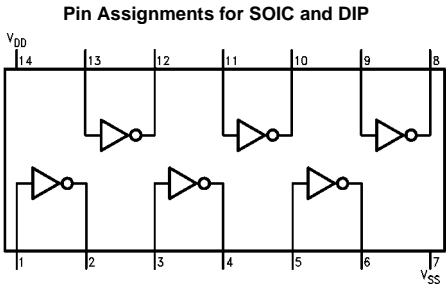 Pin Assignments for SOIC and DIP
VDD
14 13 12 11 10 9 8
1 2 3 4 5 6 7
VSS